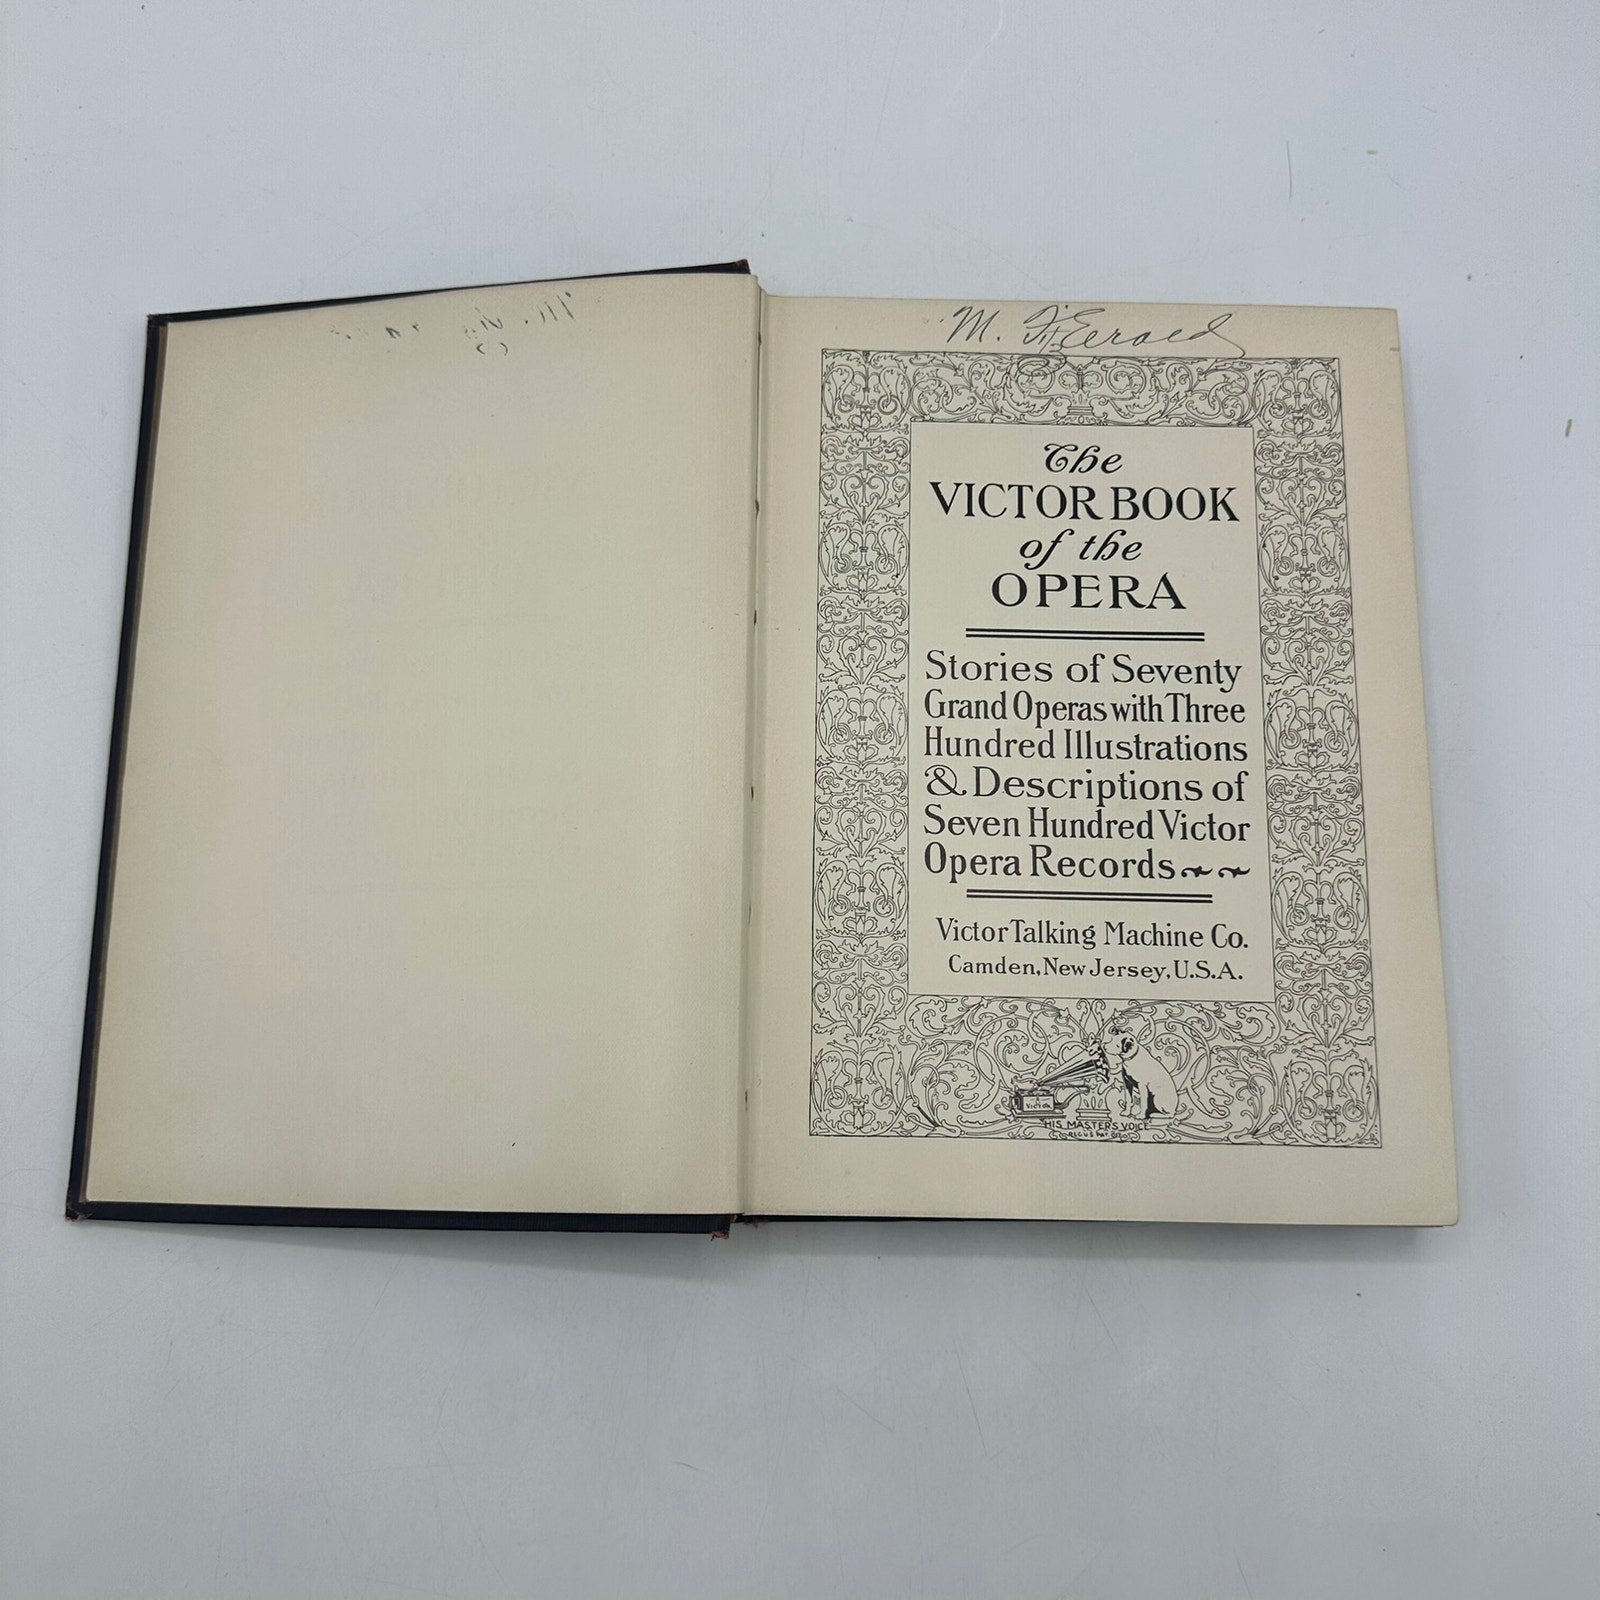 M.
The
VICTOR BOOK
of the
OPERA
Stories of Seventy
Grand Operas with Three
Hundred Illustrations
& Descriptions of
Seven Hundred Victor
Opera Records
Victor Talking Machine Co.
Camden, New Jersey, U.S.A.
VICTOR
"HIS MASTER'S VOICE"